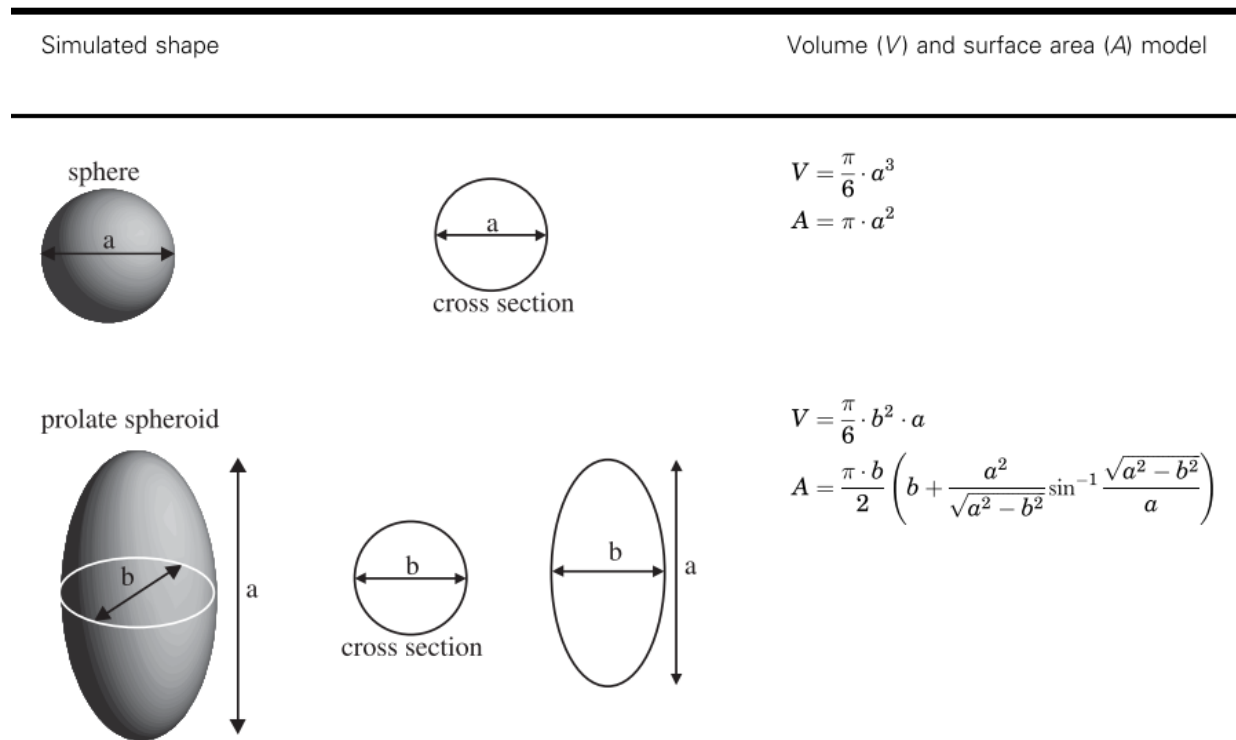 Simulated shape Volume (V) and surface area (A) model
sphere
a
a
cross section
V = π/6 · a³
A = π · a²
prolate spheroid
b
a
b
cross section
b
a
V = π/6 · b² · a
A = π · b/2 (b + a²/√(a² − b²) sin⁻¹ √(a² − b²)/a)